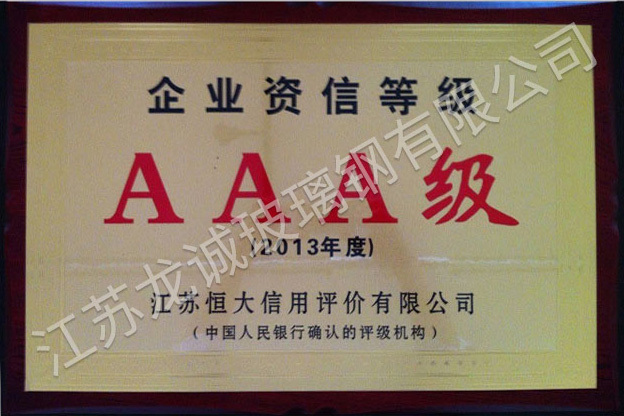 企业资信等级
AAA级
(2013年度)
江苏恒大信用评价有限公司
(中国人民银行确认的评级机构)
江苏龙诚玻璃钢有限公司